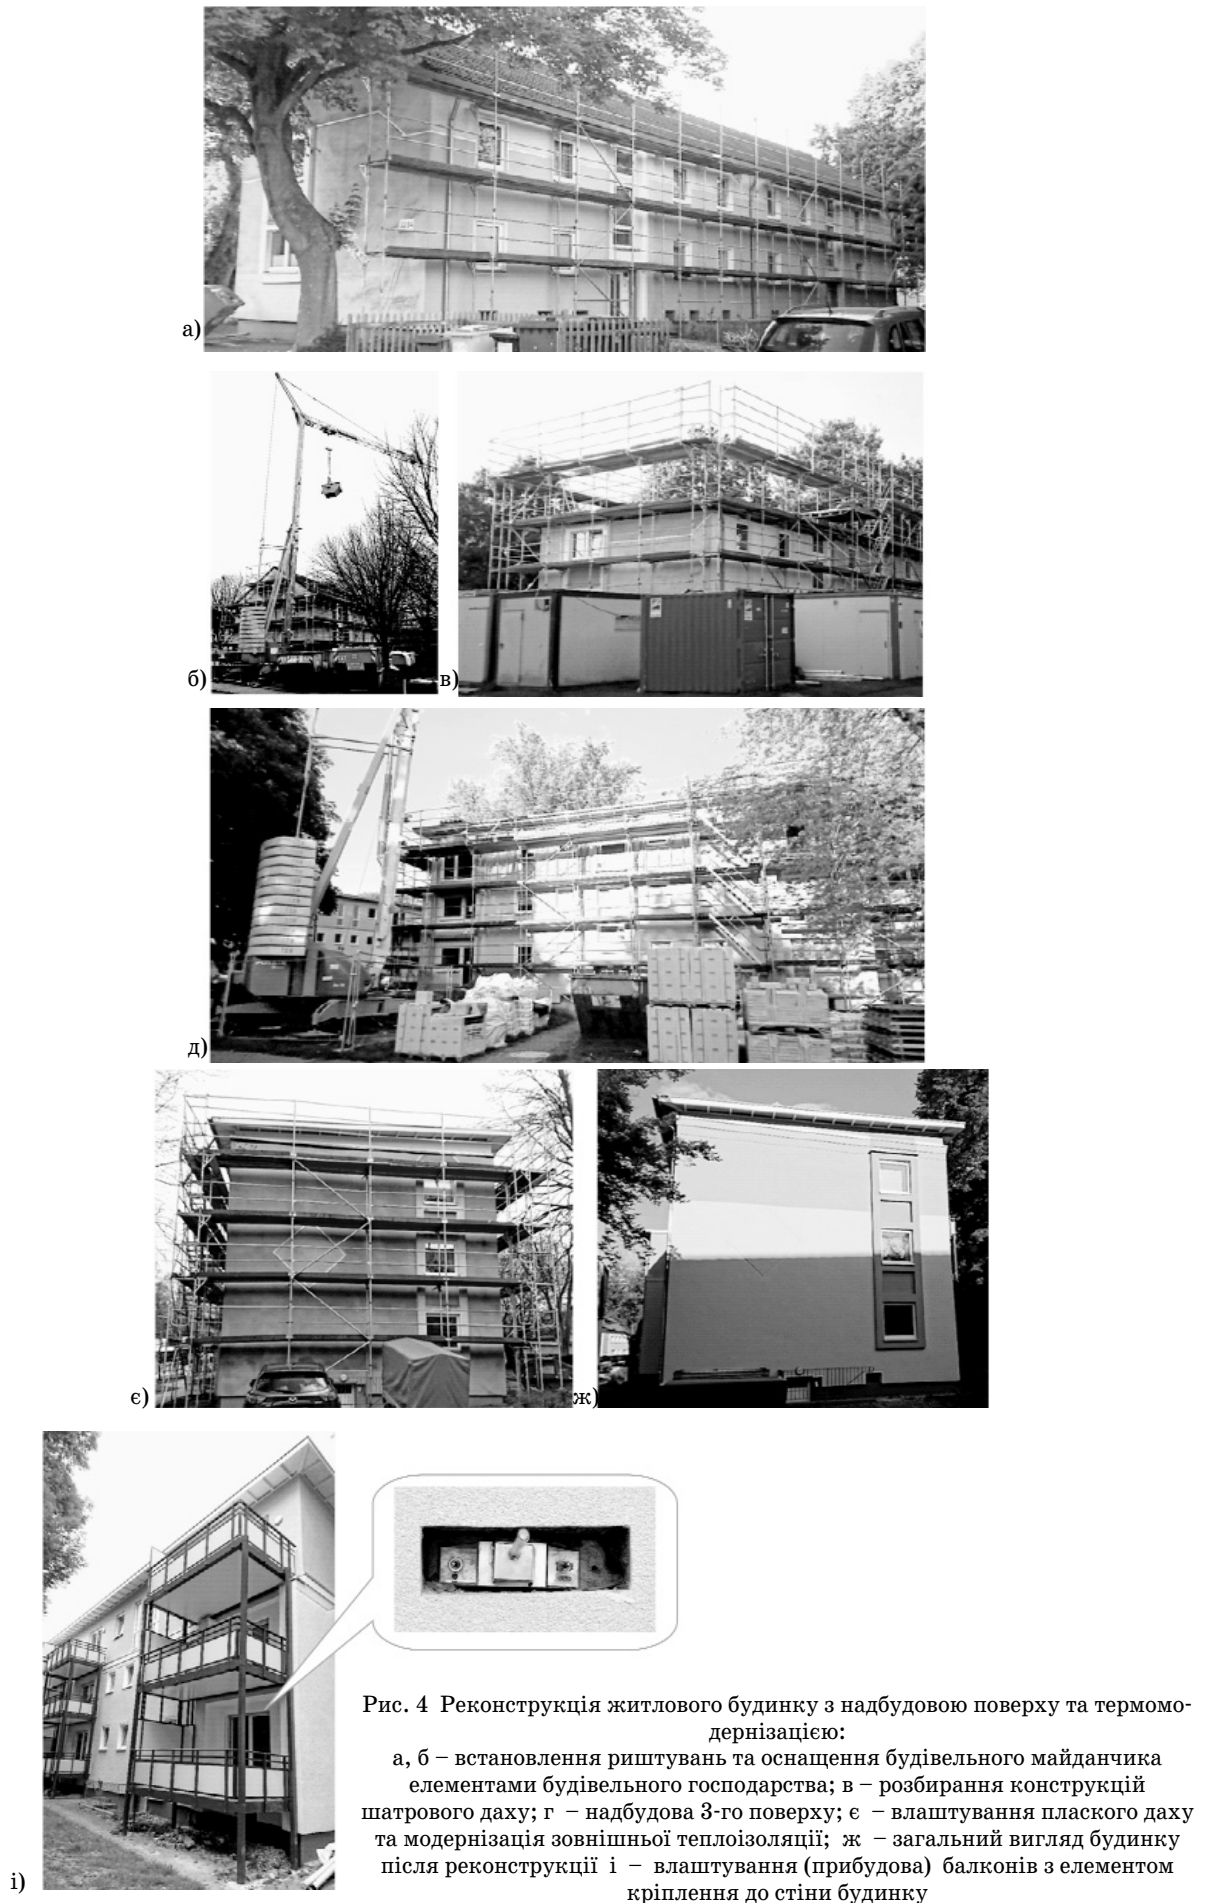 а)
б)
в)
д)
є)
ж)
і)
Рис. 4 Реконструкція житлового будинку з надбудовою поверху та термомо-
дернізацією:
а, б – встановлення риштувань та оснащення будівельного майданчика
елементами будівельного господарства; в – розбирання конструкцій
шатрового даху; г – надбудова 3-го поверху; є – влаштування плаского даху
та модернізація зовнішньої теплоізоляції; ж – загальний вигляд будинку
після реконструкції і – влаштування (прибудова) балконів з елементом
кріплення до стіни будинку